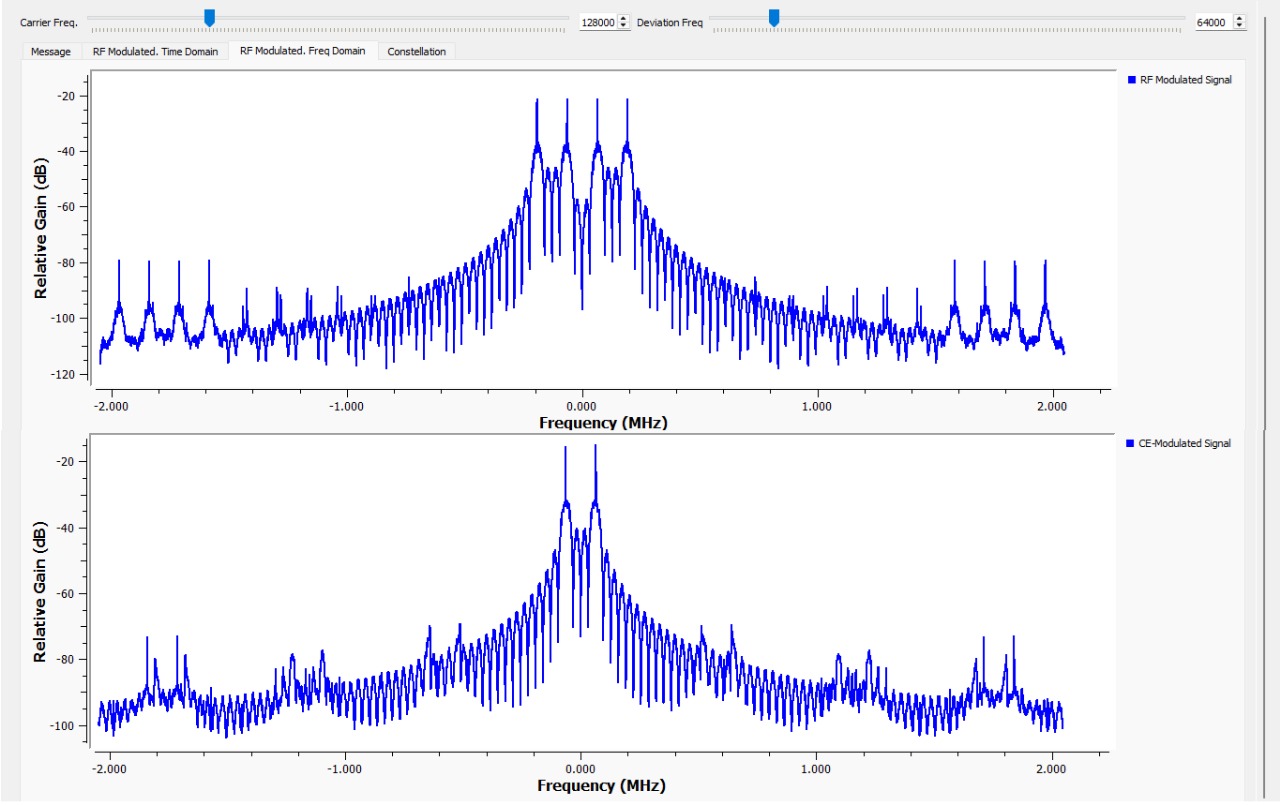 Carrier Freq. 128000 Deviation Freq 64000
Message RF Modulated. Time Domain RF Modulated. Freq Domain Constellation
RF Modulated Signal
Relative Gain (dB)
-20
-40
-60
-80
-100
-120
-2.000 -1.000 0.000 1.000 2.000
Frequency (MHz)
CE-Modulated Signal
Relative Gain (dB)
-20
-40
-60
-80
-100
-2.000 -1.000 0.000 1.000 2.000
Frequency (MHz)